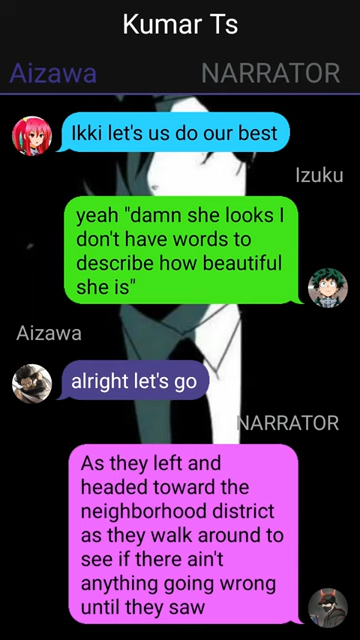 Kumar Ts
Aizawa
NARRATOR
Ikki let's us do our best
Izuku
yeah "damn she looks I
don't have words to
describe how beautiful
she is"
Aizawa
alright let's go
NARRATOR
As they left and
headed toward the
neighborhood district
as they walk around to
see if there ain't
anything going wrong
until they saw